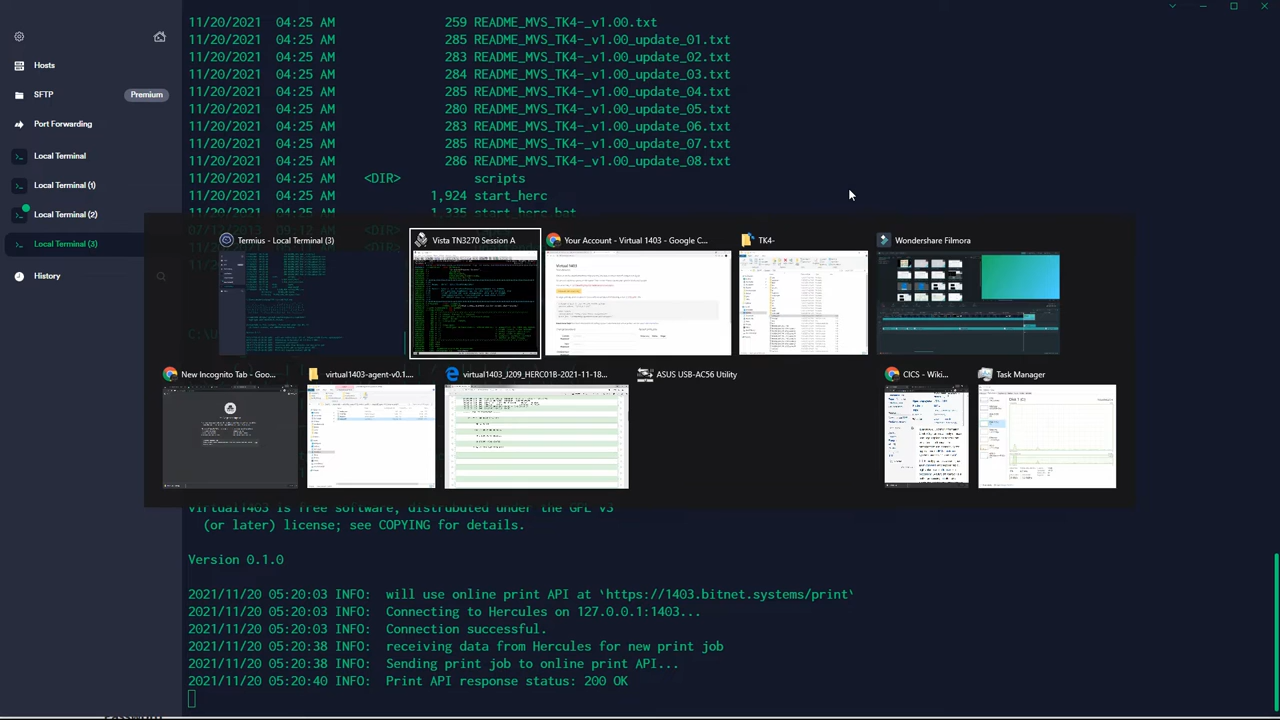 11/20/2021  04:25 AM               259 README_MVS_TK4-_v1.00.txt
11/20/2021  04:25 AM               285 README_MVS_TK4-_v1.00_update_01.txt
Hosts
11/20/2021  04:25 AM               283 README_MVS_TK4-_v1.00_update_02.txt
11/20/2021  04:25 AM               284 README_MVS_TK4-_v1.00_update_03.txt
SFTP
Premium
11/20/2021  04:25 AM               285 README_MVS_TK4-_v1.00_update_04.txt
11/20/2021  04:25 AM               280 README_MVS_TK4-_v1.00_update_05.txt
Port Forwarding
11/20/2021  04:25 AM               283 README_MVS_TK4-_v1.00_update_06.txt
11/20/2021  04:25 AM               285 README_MVS_TK4-_v1.00_update_07.txt
Local Terminal
11/20/2021  04:25 AM               286 README_MVS_TK4-_v1.00_update_08.txt
11/20/2021  04:25 AM    <DIR>          scripts
Local Terminal (1)
11/20/2021  04:25 AM             1,924 start_herc
Local Terminal (2)
11/20/2021  04:25 AM             1,335 start_herc.bat
Local Terminal (3)
History
Termius - Local Terminal (3)
Vista TN3270 Session A
Your Account - Virtual 1403 - Google C...
TK4-
Wondershare Filmora
Virtual 1403
New Incognito Tab - Goo...
virtual1403-agent-v0.1....
virtual1403_J209_HERC01B-2021-11-18...
ASUS USB-AC56 Utility
CICS - Wiki...
Task Manager
virtual1403 is free software, distrubuted under the GPL v3
(or later) license; see COPYING for details.
Version 0.1.0
2021/11/20 05:20:03 INFO:  will use online print API at `https://1403.bitnet.systems/print`
2021/11/20 05:20:03 INFO:  Connecting to Hercules on 127.0.0.1:1403...
2021/11/20 05:20:03 INFO:  Connection successful.
2021/11/20 05:20:38 INFO:  receiving data from Hercules for new print job
2021/11/20 05:20:38 INFO:  Sending print job to online print API...
2021/11/20 05:20:40 INFO:  Print API response status: 200 OK